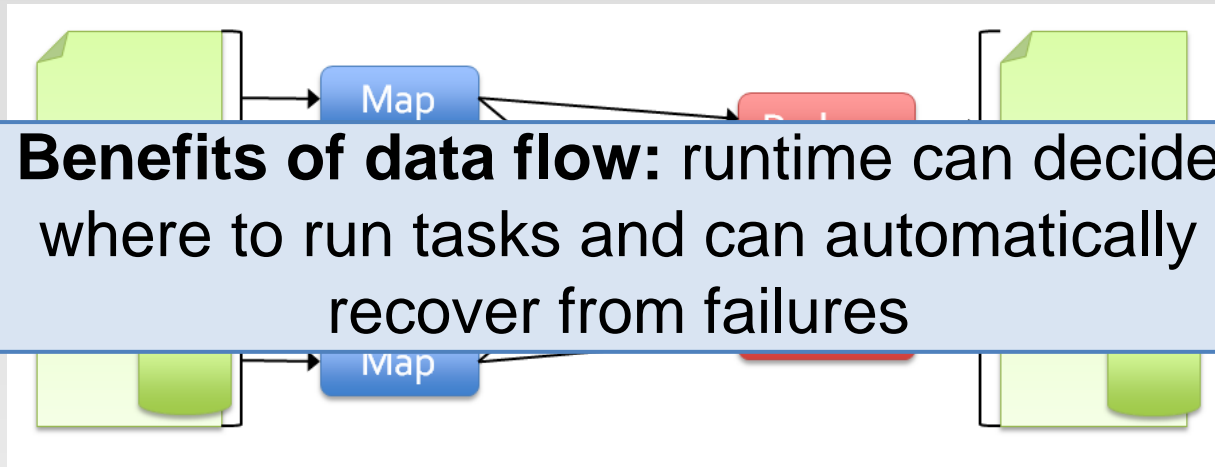 Map
Benefits of data flow: runtime can decide
where to run tasks and can automatically
recover from failures
Map